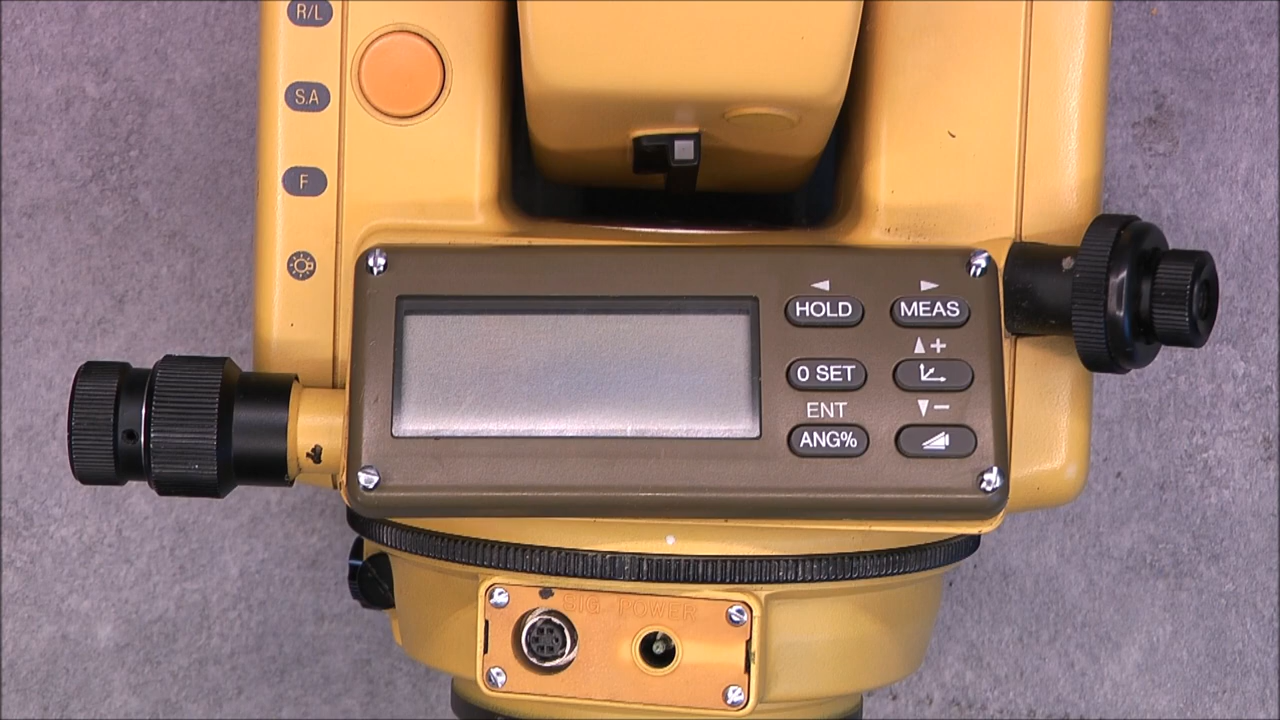 R/L
S.A
F
HOLD MEAS
+
0 SET
ENT −
ANG%
SIG POWER